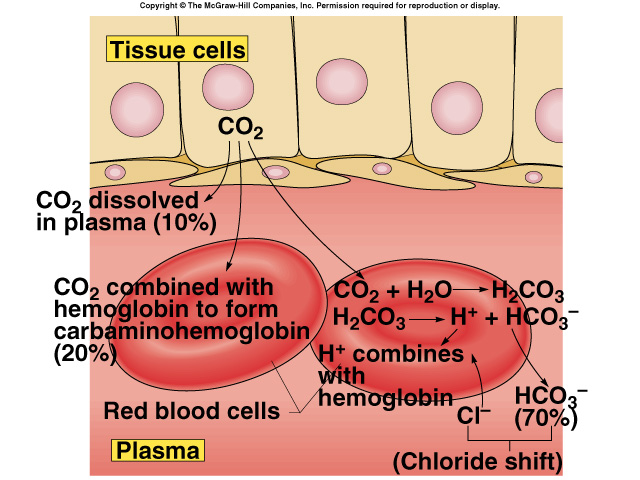 Copyright © The McGraw-Hill Companies, Inc. Permission required for reproduction or display.
Tissue cells
CO₂
CO₂ dissolved
in plasma (10%)
CO₂ combined with
hemoglobin to form
carbaminohemoglobin
(20%)
CO₂ + H₂O → H₂CO₃
H₂CO₃ → H⁺ + HCO₃⁻
H⁺ combines
with
hemoglobin
Red blood cells
Cl⁻
HCO₃⁻
(70%)
Plasma
(Chloride shift)